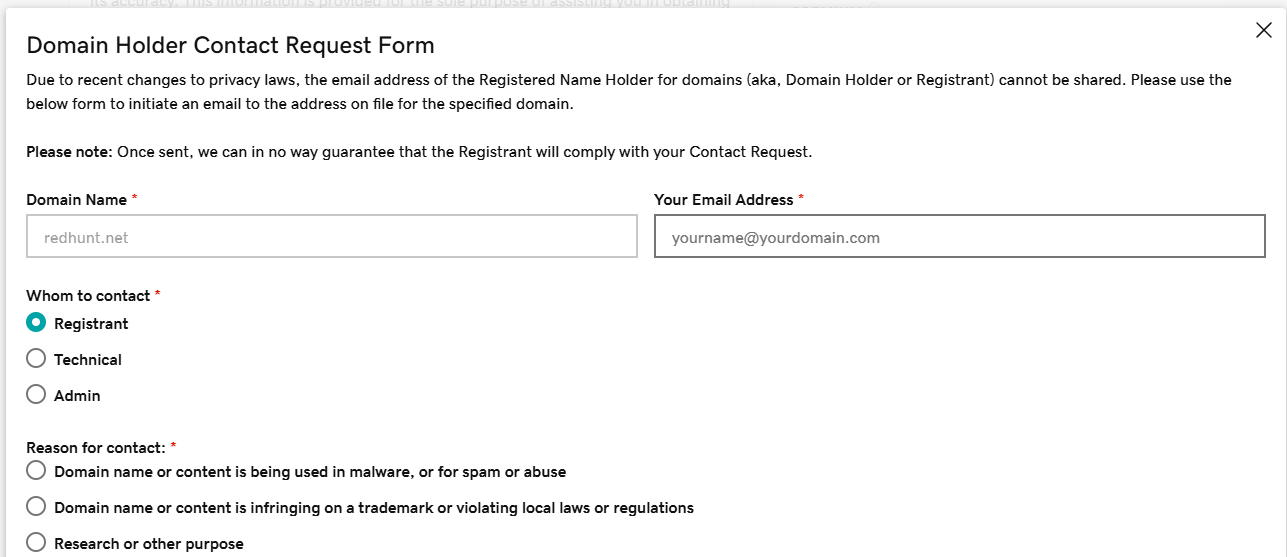 its accuracy. This information is provided for the sole purpose of assisting you in obtaining
Domain Holder Contact Request Form
Due to recent changes to privacy laws, the email address of the Registered Name Holder for domains (aka, Domain Holder or Registrant) cannot be shared. Please use the
below form to initiate an email to the address on file for the specified domain.
Please note: Once sent, we can in no way guarantee that the Registrant will comply with your Contact Request.
Domain Name * Your Email Address *
redhunt.net yourname@yourdomain.com
Whom to contact *
Registrant
Technical
Admin
Reason for contact: *
Domain name or content is being used in malware, or for spam or abuse
Domain name or content is infringing on a trademark or violating local laws or regulations
Research or other purpose